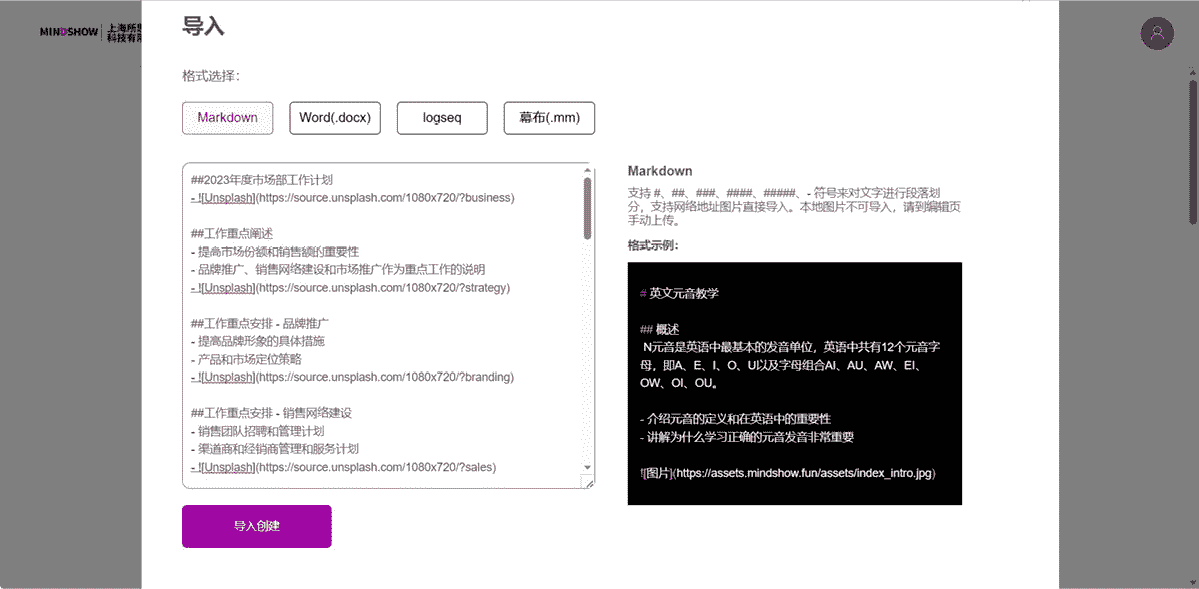 导入
MINDSHOW
上海所思
科技有限
格式选择：
Markdown Word(.docx) logseq 幕布(.mm)
##2023年度市场部工作计划
- ![Unsplash](https://source.unsplash.com/1080x720/?business)
##工作重点阐述
- 提高市场份额和销售额的重要性
- 品牌推广、销售网络建设和市场推广作为重点工作的说明
- ![Unsplash](https://source.unsplash.com/1080x720/?strategy)
##工作重点安排 - 品牌推广
- 提高品牌形象的具体措施
- 产品和市场定位策略
- ![Unsplash](https://source.unsplash.com/1080x720/?branding)
##工作重点安排 - 销售网络建设
- 销售团队招聘和管理计划
- 渠道商和经销商管理和服务计划
- ![Unsplash](https://source.unsplash.com/1080x720/?sales)
导入创建
Markdown
支持 #、##、###、####、#####、- 符号来对文字进行段落划
分，支持网络地址图片直接导入。本地图片不可导入，请到编辑页
手动上传。
格式示例：
# 英文元音教学
## 概述
N元音是英语中最基本的发音单位，英语中共有12个元音字
母，即A、E、I、O、U以及字母组合AI、AU、AW、EI、
OW、OI、OU。
- 介绍元音的定义和在英语中的重要性
- 讲解为什么学习正确的元音发音非常重要
![图片](https://assets.mindshow.fun/assets/index_intro.jpg)